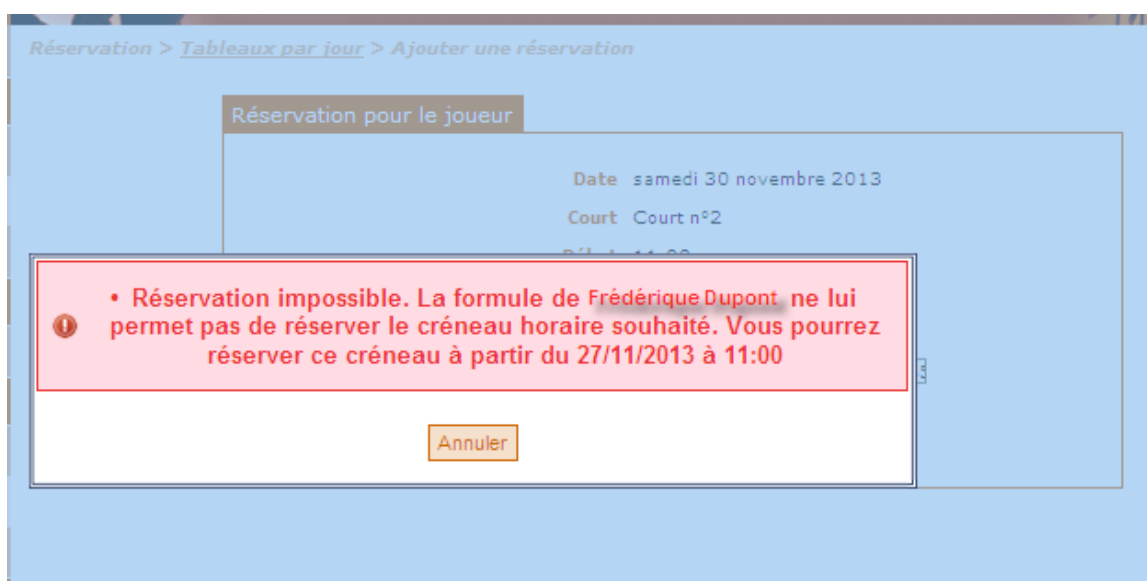 Réservation > Tableaux par jour > Ajouter une réservation
Réservation pour le joueur
Date samedi 30 novembre 2013
Court Court n°2
• Réservation impossible. La formule de Frédérique Dupont ne lui
permet pas de réserver le créneau horaire souhaité. Vous pourrez
réserver ce créneau à partir du 27/11/2013 à 11:00
Annuler